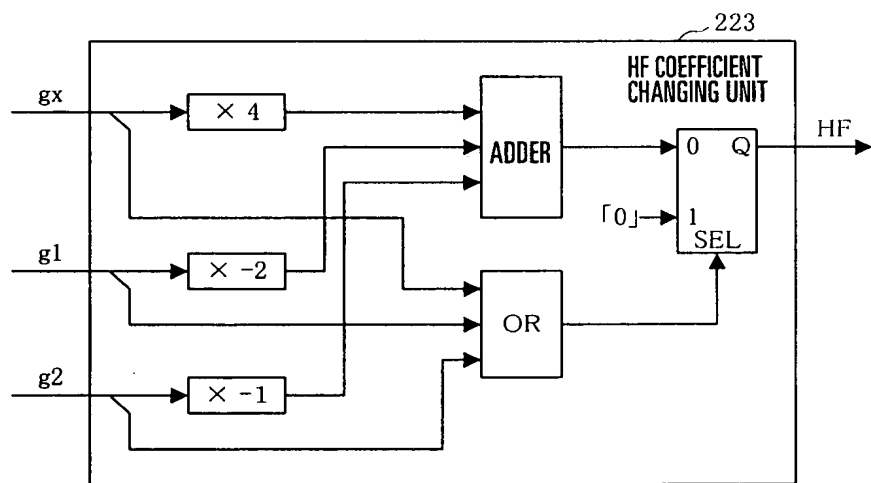 223
HF COEFFICIENT
CHANGING UNIT
gx
× 4
ADDER
0 Q
HF
「0」
1
SEL
g1
× -2
OR
g2
× -1